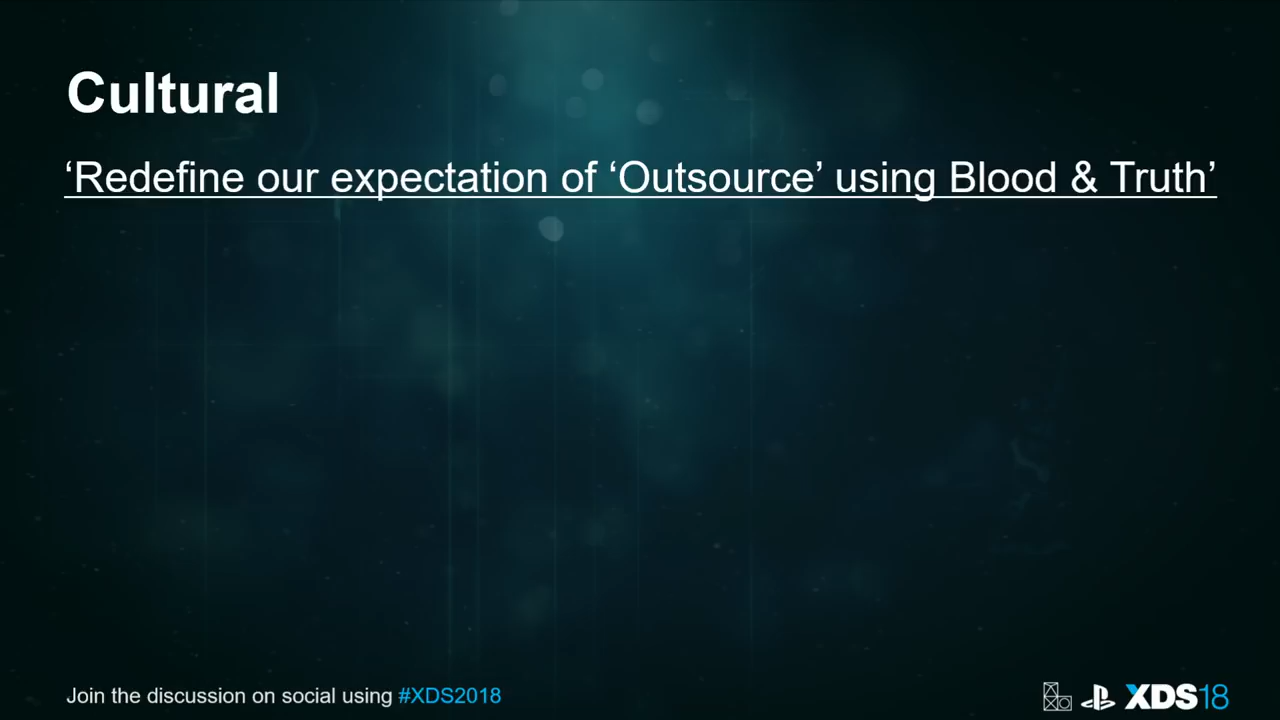 Cultural
‘Redefine our expectation of ‘Outsource’ using Blood & Truth’
Join the discussion on social using #XDS2018
XDS18